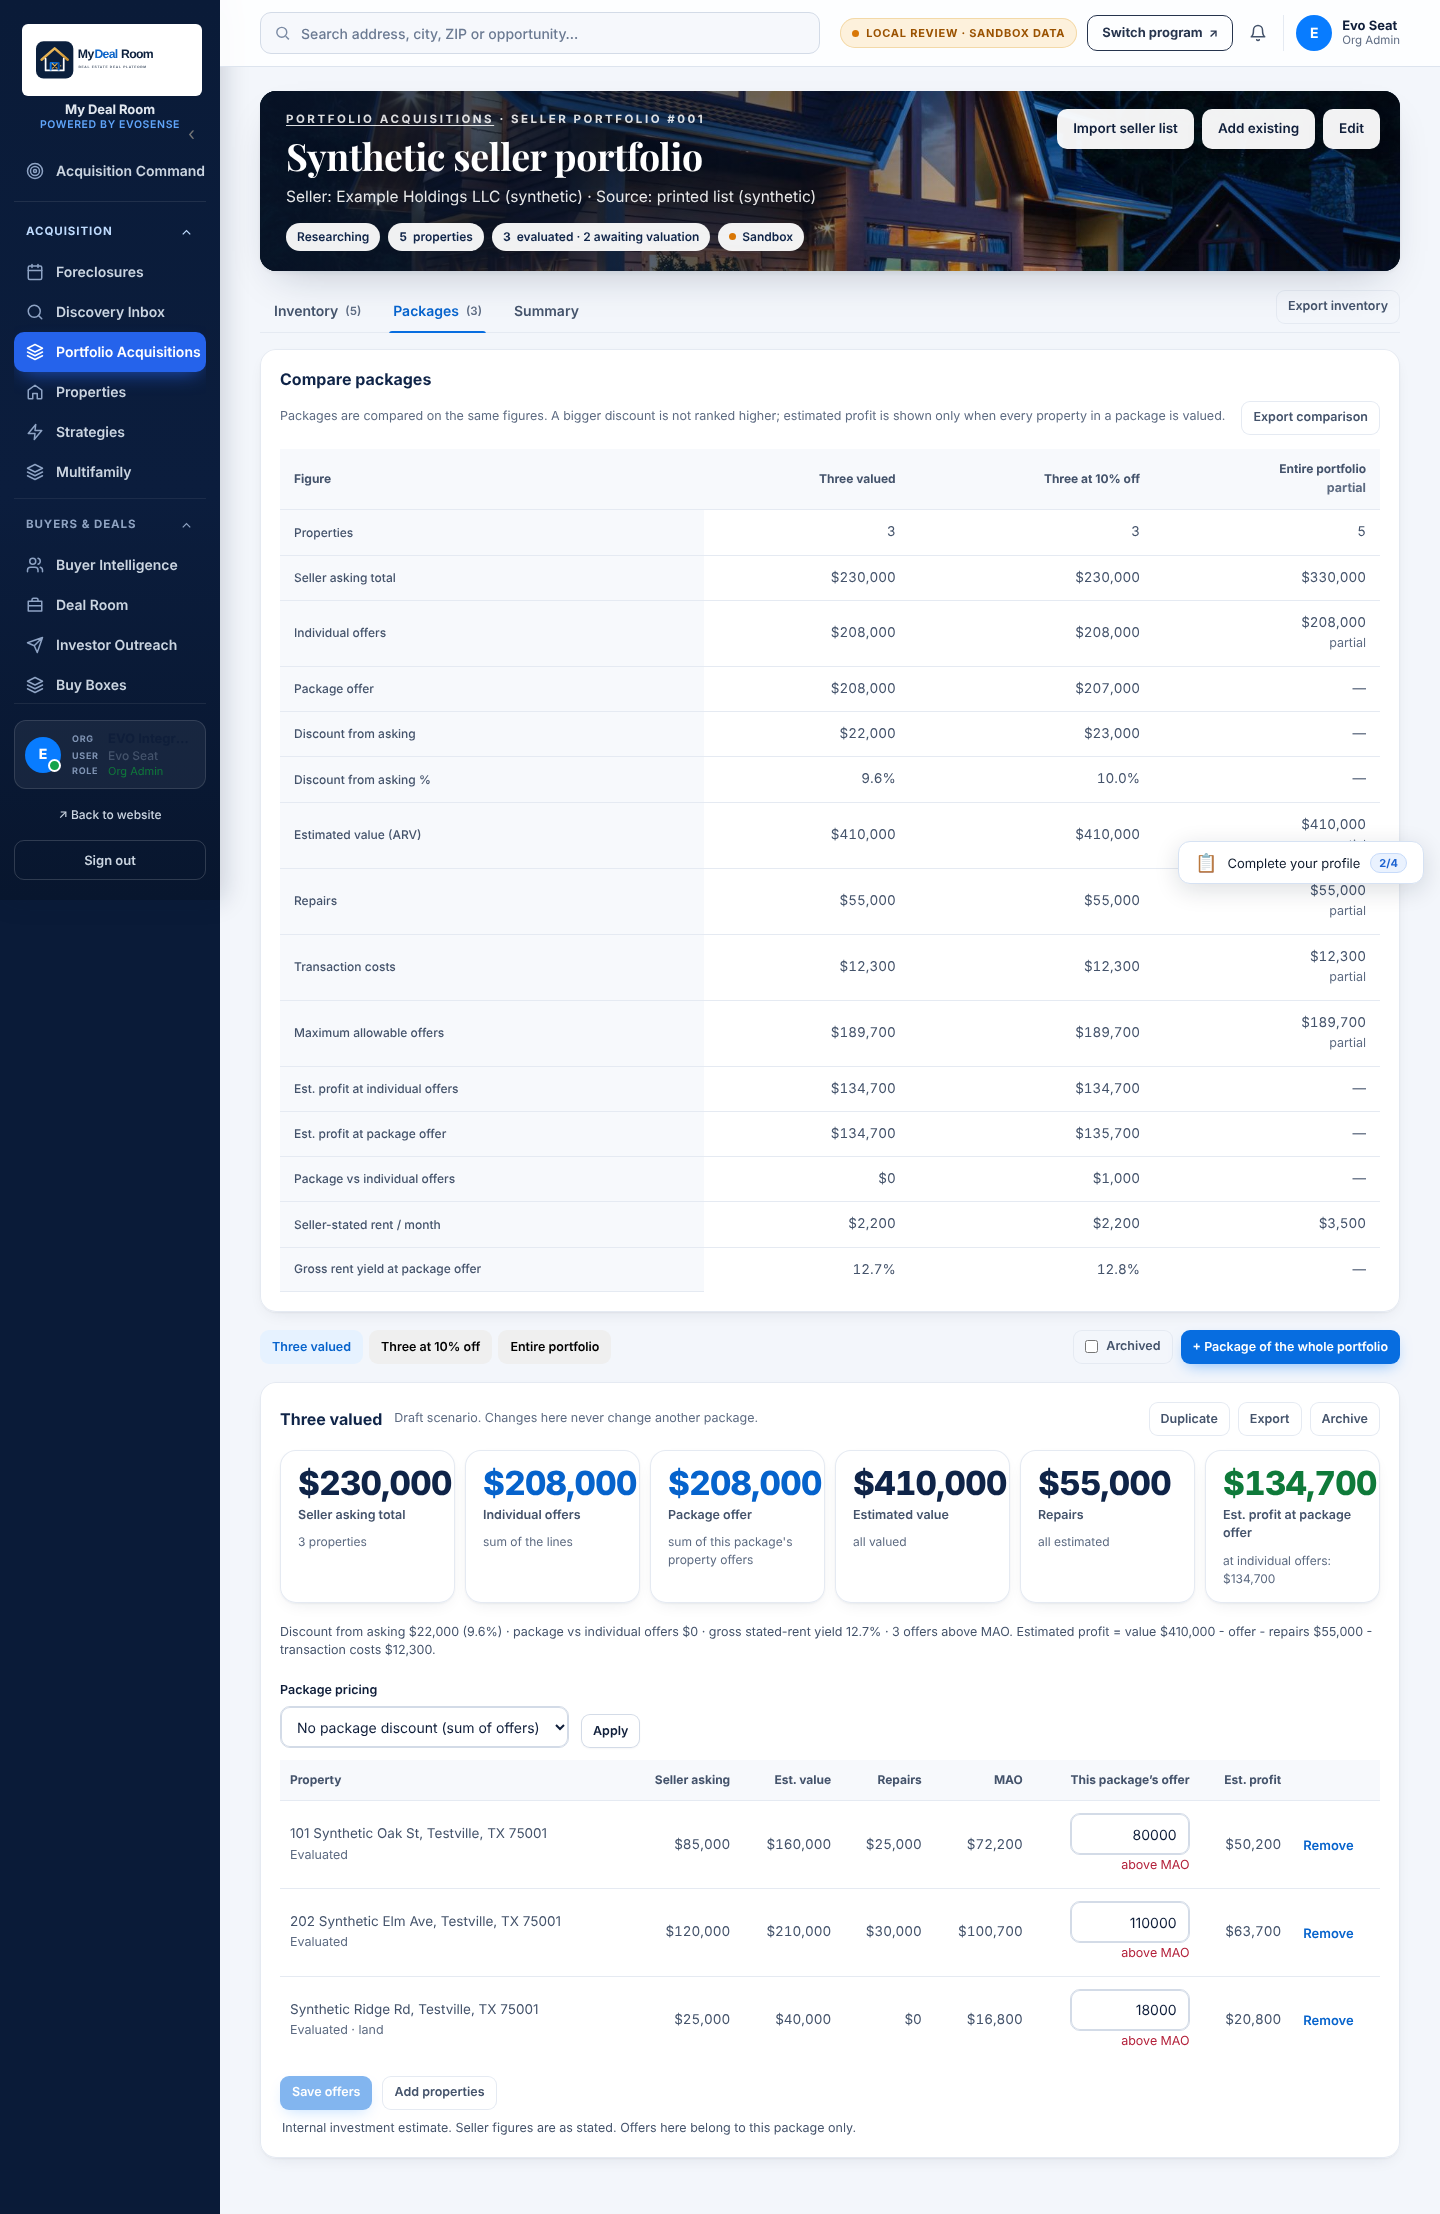 MyDeal Room
REAL ESTATE DEAL PLATFORM
My Deal Room
POWERED BY EVOSENSE
Acquisition Command
ACQUISITION
Foreclosures
Discovery Inbox
Portfolio Acquisitions
Properties
Strategies
Multifamily
BUYERS & DEALS
Buyer Intelligence
Deal Room
Investor Outreach
Buy Boxes
E
ORG EVO Integr...
USER Evo Seat
ROLE Org Admin
↗ Back to website
Sign out
Search address, city, ZIP or opportunity...
LOCAL REVIEW · SANDBOX DATA
Switch program ↗
E
Evo Seat
Org Admin
PORTFOLIO ACQUISITIONS · SELLER PORTFOLIO #001
Synthetic seller portfolio
Seller: Example Holdings LLC (synthetic) · Source: printed list (synthetic)
Researching
5 properties
3 evaluated · 2 awaiting valuation
Sandbox
Import seller list
Add existing
Edit
Inventory (5)
Packages (3)
Summary
Export inventory
Compare packages
Packages are compared on the same figures. A bigger discount is not ranked higher; estimated profit is shown only when every property in a package is valued.
Export comparison
Figure Three valued Three at 10% off Entire portfolio
partial
Properties 3 3 5
Seller asking total $230,000 $230,000 $330,000
Individual offers $208,000 $208,000 $208,000
partial
Package offer $208,000 $207,000 —
Discount from asking $22,000 $23,000 —
Discount from asking % 9.6% 10.0% —
Estimated value (ARV) $410,000 $410,000 $410,000
Complete your profile 2/4
Repairs $55,000 $55,000 $55,000
partial
Transaction costs $12,300 $12,300 $12,300
partial
Maximum allowable offers $189,700 $189,700 $189,700
partial
Est. profit at individual offers $134,700 $134,700 —
Est. profit at package offer $134,700 $135,700 —
Package vs individual offers $0 $1,000 —
Seller-stated rent / month $2,200 $2,200 $3,500
Gross rent yield at package offer 12.7% 12.8% —
Three valued
Three at 10% off
Entire portfolio
Archived
+ Package of the whole portfolio
Three valued Draft scenario. Changes here never change another package.
Duplicate
Export
Archive
$230,000
Seller asking total
3 properties
$208,000
Individual offers
sum of the lines
$208,000
Package offer
sum of this package's
property offers
$410,000
Estimated value
all valued
$55,000
Repairs
all estimated
$134,700
Est. profit at package
offer
at individual offers:
$134,700
Discount from asking $22,000 (9.6%) · package vs individual offers $0 · gross stated-rent yield 12.7% · 3 offers above MAO. Estimated profit = value $410,000 - offer - repairs $55,000 -
transaction costs $12,300.
Package pricing
No package discount (sum of offers)
Apply
Property Seller asking Est. value Repairs MAO This package's offer Est. profit
101 Synthetic Oak St, Testville, TX 75001
Evaluated
$85,000 $160,000 $25,000 $72,200 80000 $50,200 Remove
above MAO
202 Synthetic Elm Ave, Testville, TX 75001
Evaluated
$120,000 $210,000 $30,000 $100,700 110000 $63,700 Remove
above MAO
Synthetic Ridge Rd, Testville, TX 75001
Evaluated · land
$25,000 $40,000 $0 $16,800 18000 $20,800 Remove
above MAO
Save offers
Add properties
Internal investment estimate. Seller figures are as stated. Offers here belong to this package only.